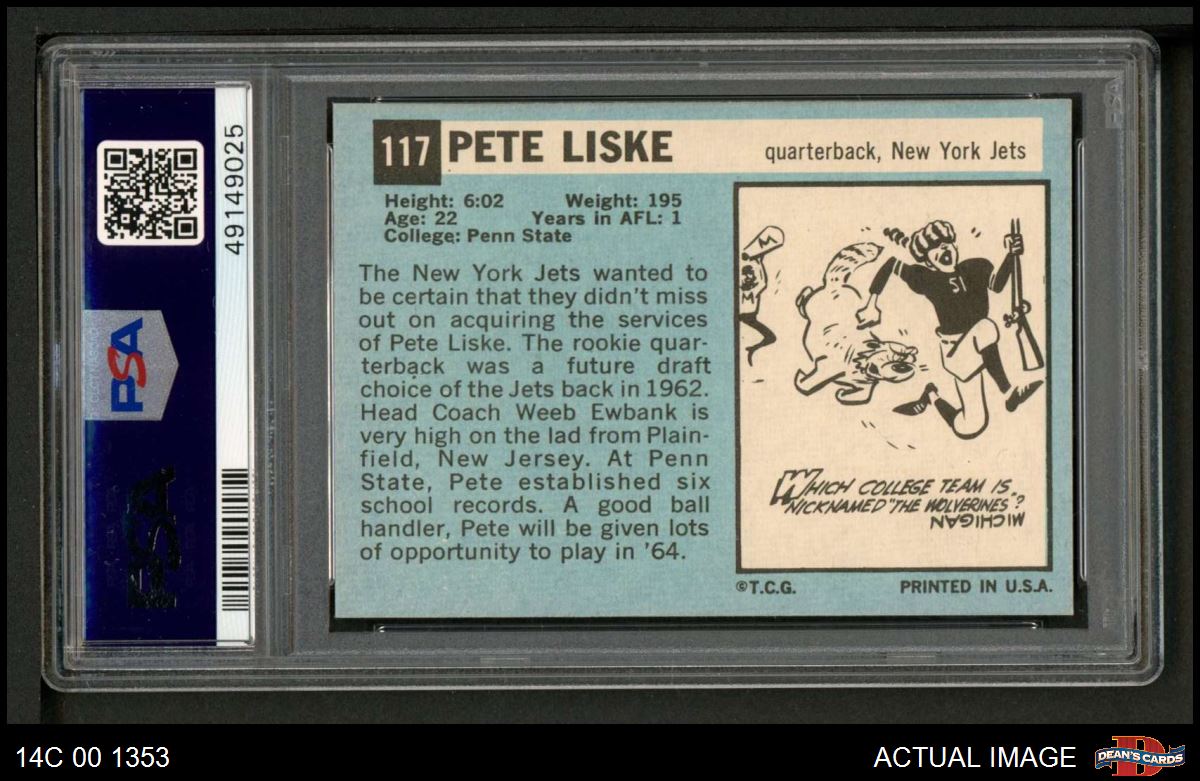 49149025
PSA
PSA
117 PETE LISKE
quarterback, New York Jets
Height: 6:02 Weight: 195
Age: 22 Years in AFL: 1
College: Penn State
The New York Jets wanted to
be certain that they didn't miss
out on acquiring the services
of Pete Liske. The rookie quar-
terback was a future draft
choice of the Jets back in 1962.
Head Coach Weeb Ewbank is
very high on the lad from Plain-
field, New Jersey. At Penn
State, Pete established six
school records. A good ball
handler, Pete will be given lots
of opportunity to play in '64.
M
M
51
WHICH COLLEGE TEAM IS
NICKNAMED "THE WOLVERINES"?
MICHIGAN
©T.C.G. PRINTED IN U.S.A.
PSA
14C 00 1353
ACTUAL IMAGE
D
DEAN'S CARDS